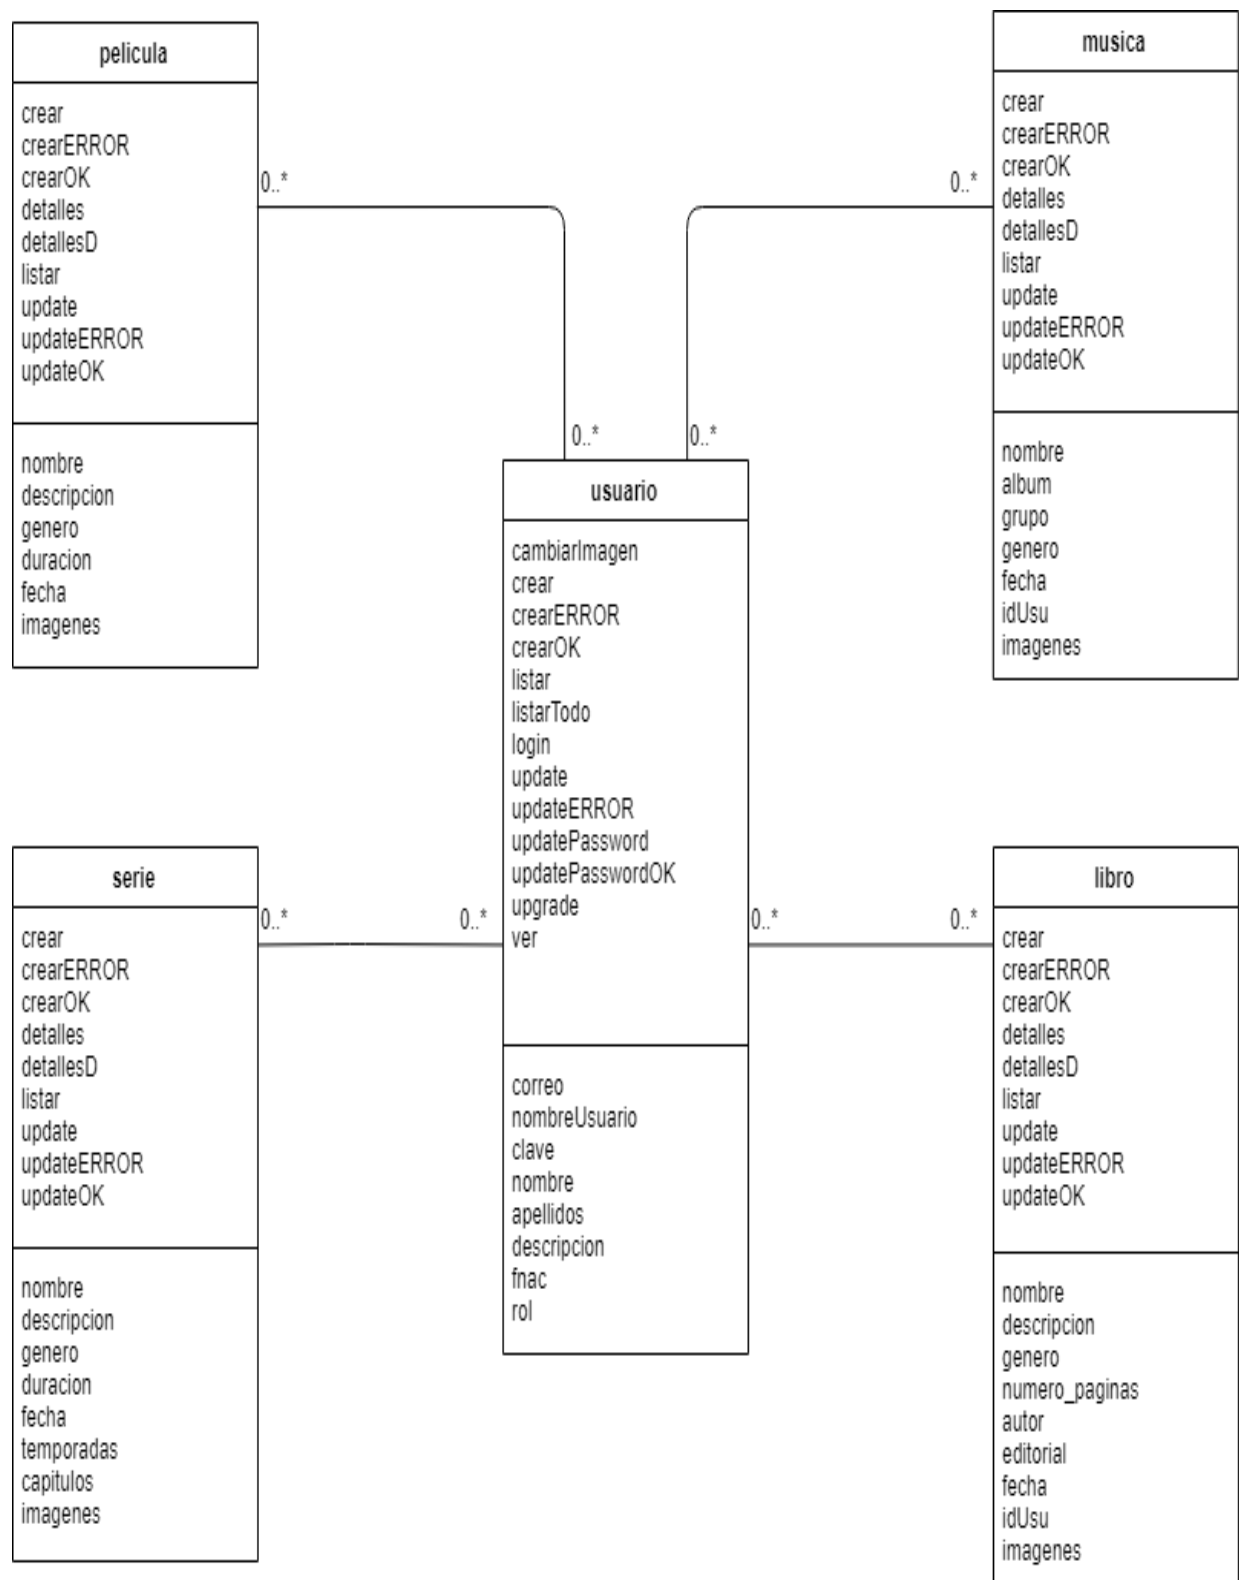 pelicula
crear
crearERROR
crearOK
detalles
detallesD
listar
update
updateERROR
updateOK
nombre
descripcion
genero
duracion
fecha
imagenes
0..*
0..*
musica
crear
crearERROR
crearOK
detalles
detallesD
listar
update
updateERROR
updateOK
nombre
album
grupo
genero
fecha
idUsu
imagenes
0..*
0..*
usuario
cambiarImagen
crear
crearERROR
crearOK
listar
listarTodo
login
update
updateERROR
updatePassword
updatePasswordOK
upgrade
ver
correo
nombreUsuario
clave
nombre
apellidos
descripcion
fnac
rol
serie
crear
crearERROR
crearOK
detalles
detallesD
listar
update
updateERROR
updateOK
nombre
descripcion
genero
duracion
fecha
temporadas
capitulos
imagenes
0..*
0..*
0..*
0..*
libro
crear
crearERROR
crearOK
detalles
detallesD
listar
update
updateERROR
updateOK
nombre
descripcion
genero
numero_paginas
autor
editorial
fecha
idUsu
imagenes